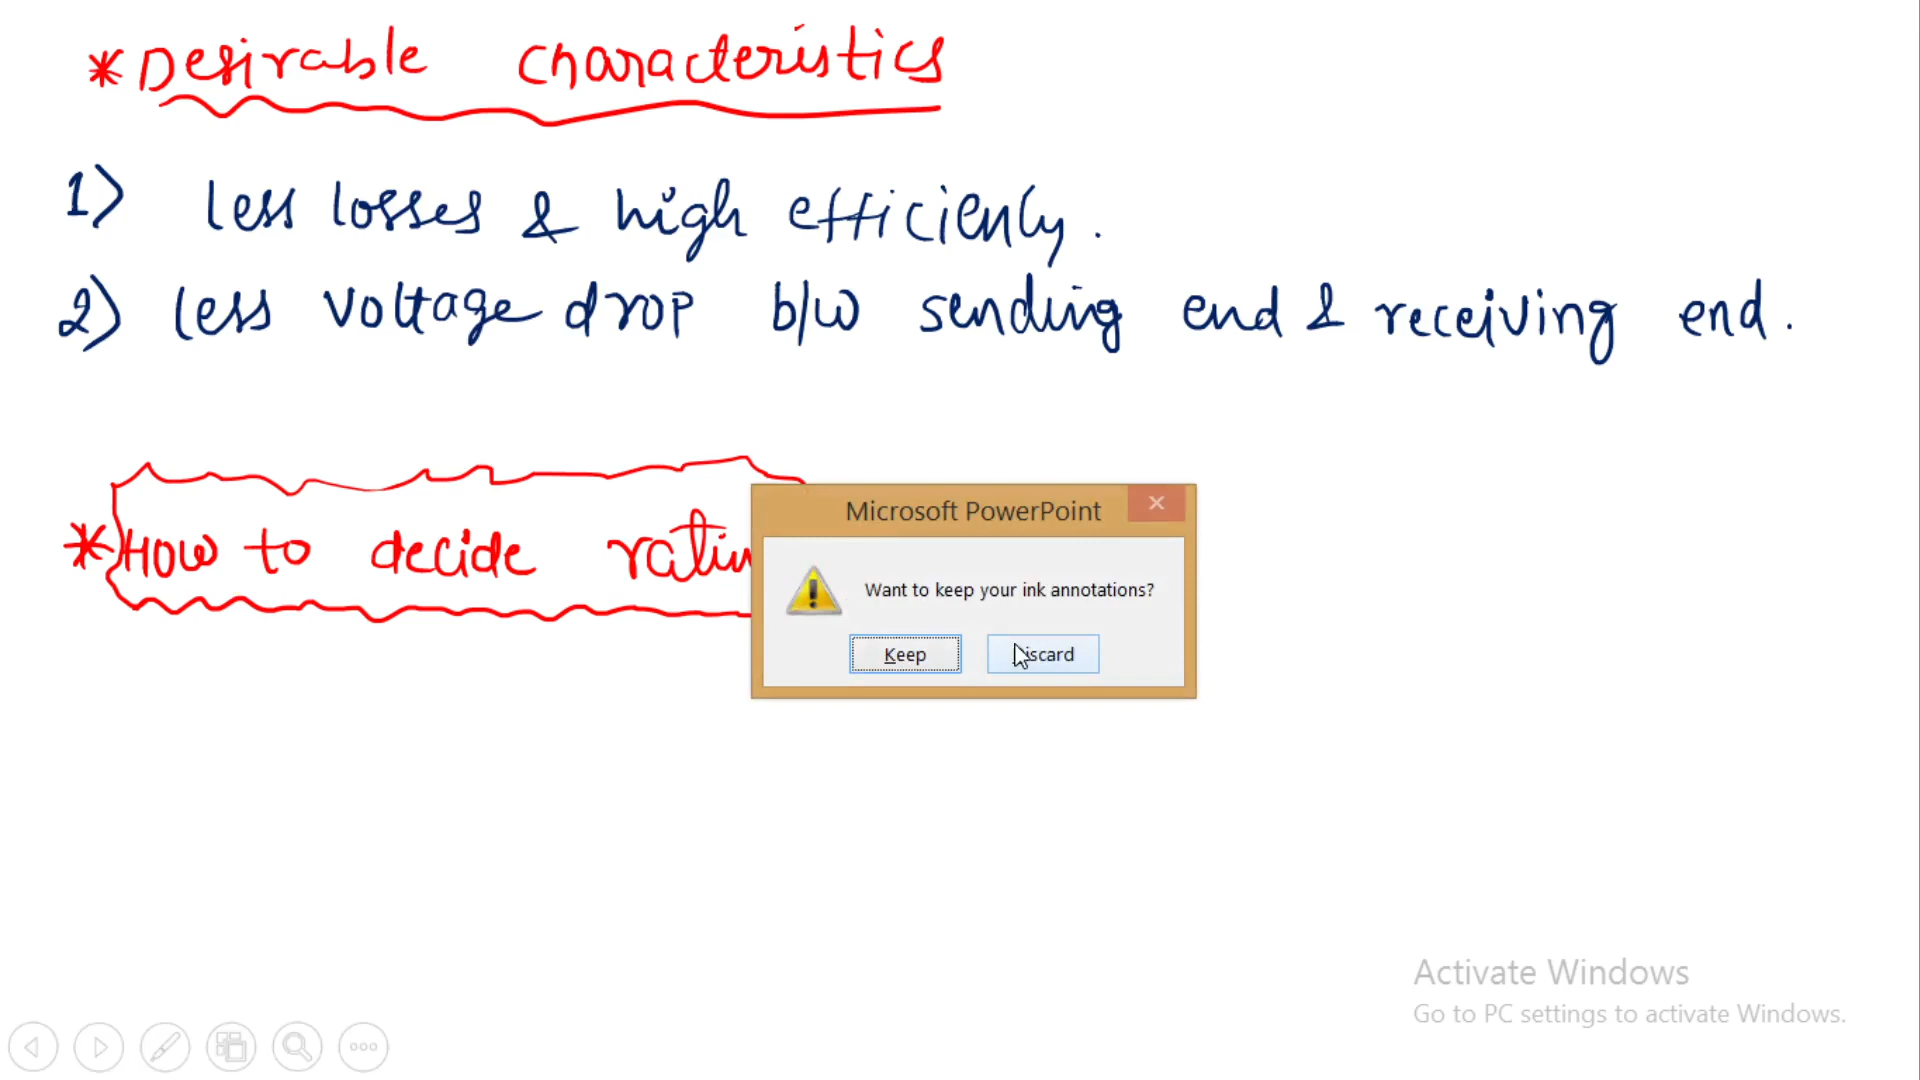 *Desirable characteristics
1) less losses & high efficiency.
2) less voltage drop b/w sending end & receiving end.
*How to decide
Microsoft PowerPoint
Want to keep your ink annotations?
Keep
Activate Windows
Go to PC settings to activate Windows.